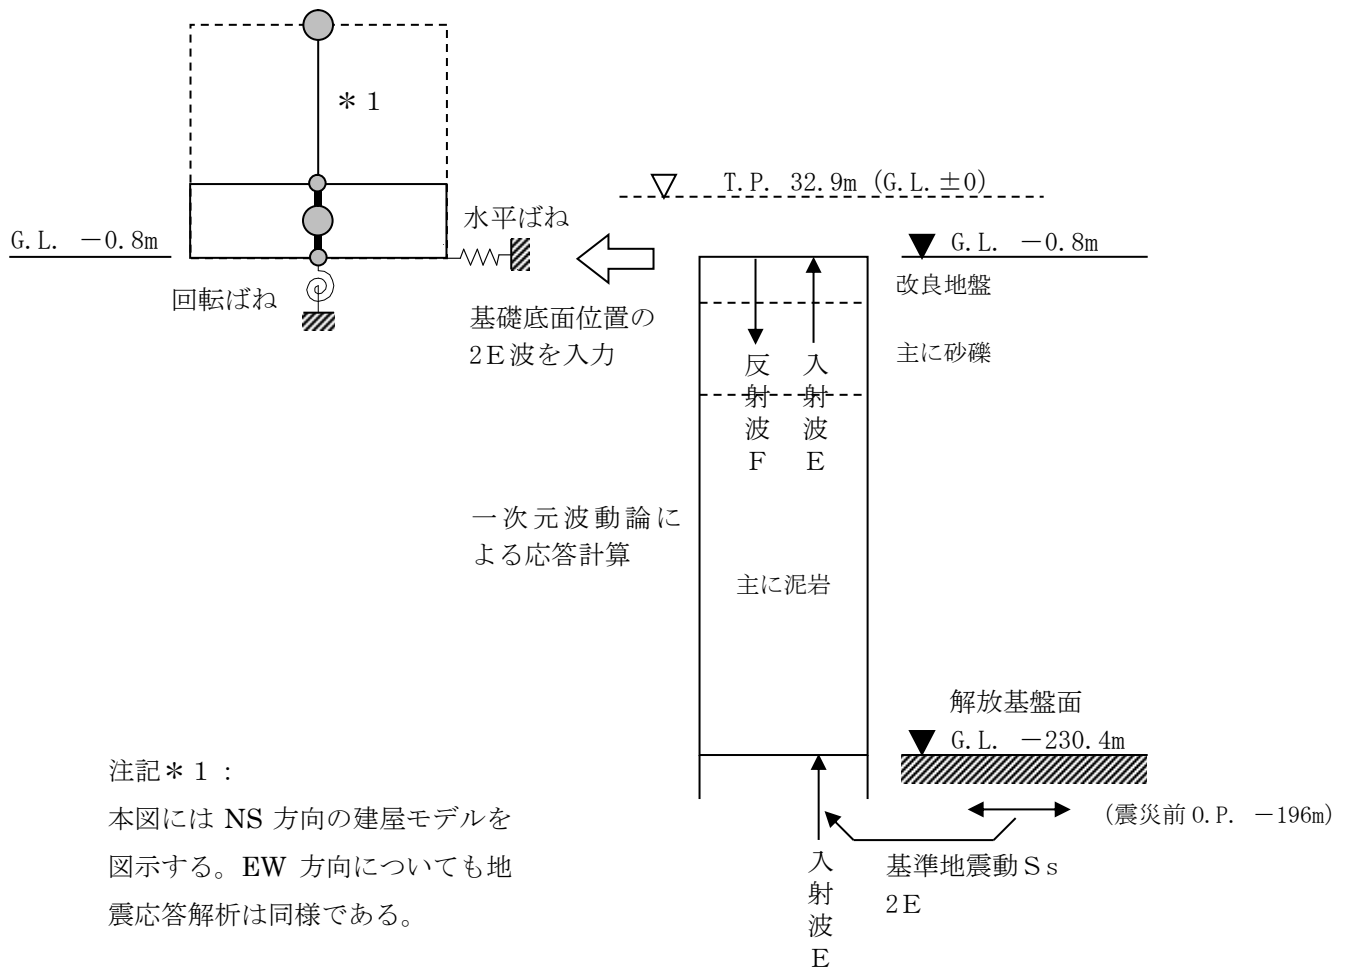 ＊1
T.P. 32.9m (G.L.±0)
G.L. －0.8m
水平ばね
G.L. －0.8m
回転ばね
改良地盤
基礎底面位置の
2E波を入力
主に砂礫
反射波F
入射波E
一次元波動論に
よる応答計算
主に泥岩
解放基盤面
G.L. －230.4m
(震災前O.P. －196m)
入射波E
基準地震動Ss
2E
注記＊1：
本図には NS 方向の建屋モデルを
図示する。EW 方向についても地
震応答解析は同様である。